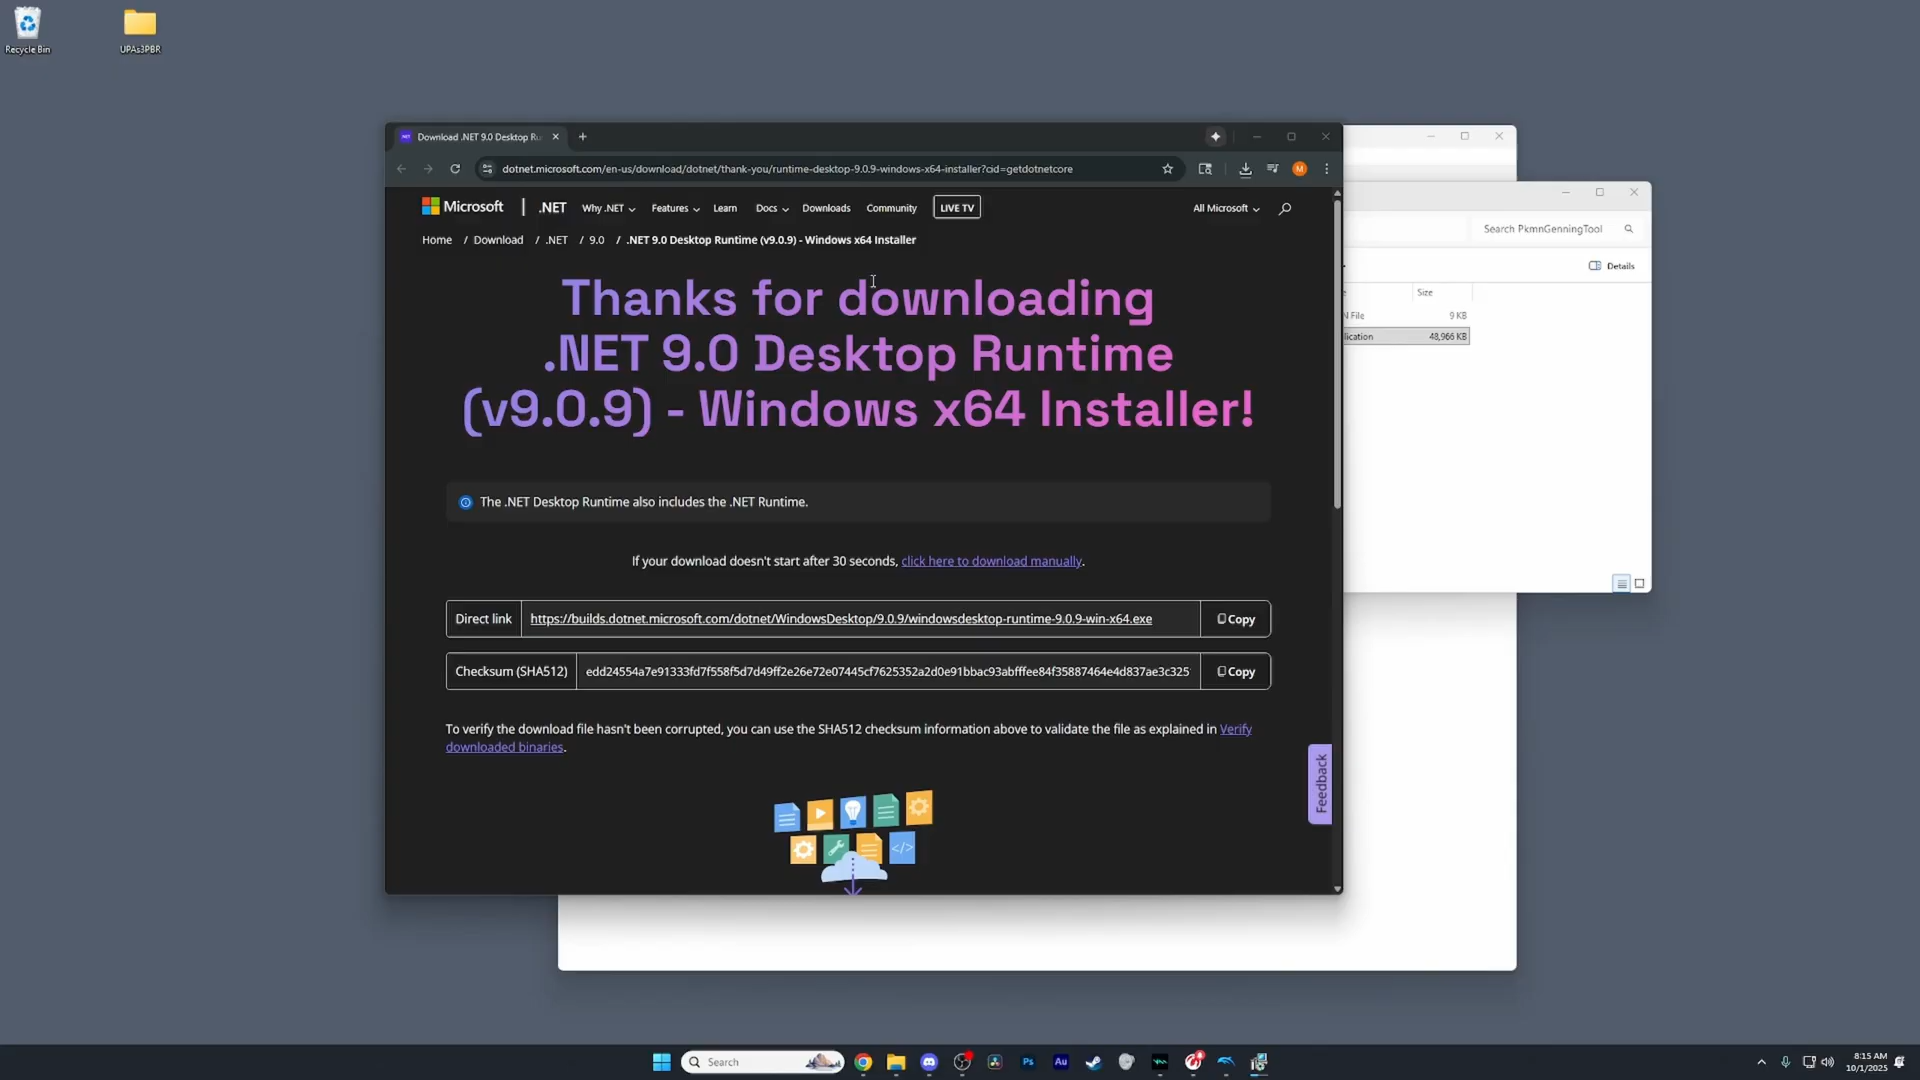 Recycle Bin
UPAs3PBR
Download .NET 9.0 Desktop Ru
dotnet.microsoft.com/en-us/download/dotnet/thank-you/runtime-desktop-9.0.9-windows-x64-installer?cid=getdotnetcore
M
Microsoft | .NET Why .NET Features Learn Docs Downloads Community LIVE TV All Microsoft
Home / Download / .NET / 9.0 / .NET 9.0 Desktop Runtime (v9.0.9) - Windows x64 Installer
Thanks for downloading
.NET 9.0 Desktop Runtime
(v9.0.9) - Windows x64 Installer!
The .NET Desktop Runtime also includes the .NET Runtime.
If your download doesn't start after 30 seconds, click here to download manually.
Direct link https://builds.dotnet.microsoft.com/dotnet/WindowsDesktop/9.0.9/windowsdesktop-runtime-9.0.9-win-x64.exe Copy
Checksum (SHA512) edd24554a7e91333fd7f558f5d7d49ff2e26e72e07445cf7625352a2d0e91bbac93abfffee84f35887464e4d837ae3c325 Copy
To verify the download file hasn't been corrupted, you can use the SHA512 checksum information above to validate the file as explained in Verify
downloaded binaries.
Feedback
Search PkmnGenningTool
Details
Size
N File 9 KB
lication 48,966 KB
Search
Ps
Au
8:15 AM
10/1/2025